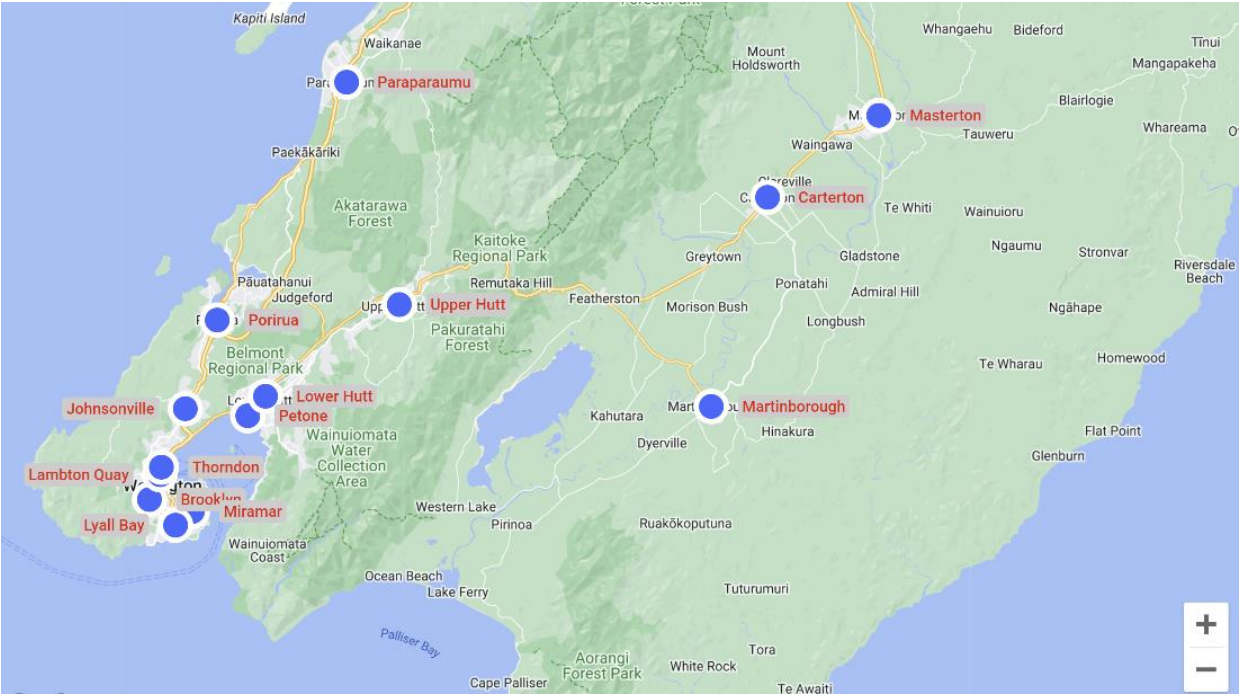 Forest Park
Kapiti Island
Whangaehu
Bideford
Waikanae
Tīnui
Mount
Holdsworth
Mangapakeha
Paraparaumu
Blairlogie
Masterton
Whareama
Tauweru
Waingawa
Paekākāriki
Clareville
Carterton
Akatarawa
Forest
Te Whiti
Wainuioru
Kaitoke
Regional Park
Ngaumu
Stronvar
Greytown
Gladstone
Riversdale
Beach
Pāuatahanui
Remutaka Hill
Ponatahi
Admiral Hill
Judgeford
Featherston
Upper Hutt
Morison Bush
Ngāhape
Porirua
Longbush
Pakuratahi
Forest
Belmont
Regional Park
Te Wharau
Homewood
Lower Hutt
Johnsonville
Petone
Martinborough
Kahutara
Hinakura
Flat Point
Wainuiomata
Water
Collection
Area
Dyerville
Glenburn
Thorndon
Lambton Quay
Brooklyn
Miramar
Lyall Bay
Western Lake
Pirinoa
Ruakōkoputuna
Wainuiomata
Coast
Ocean Beach
Lake Ferry
Tuturumuri
Palliser Bay
Tora
Aorangi
Forest Park
White Rock
Cape Palliser
Te Awaiti
+
−